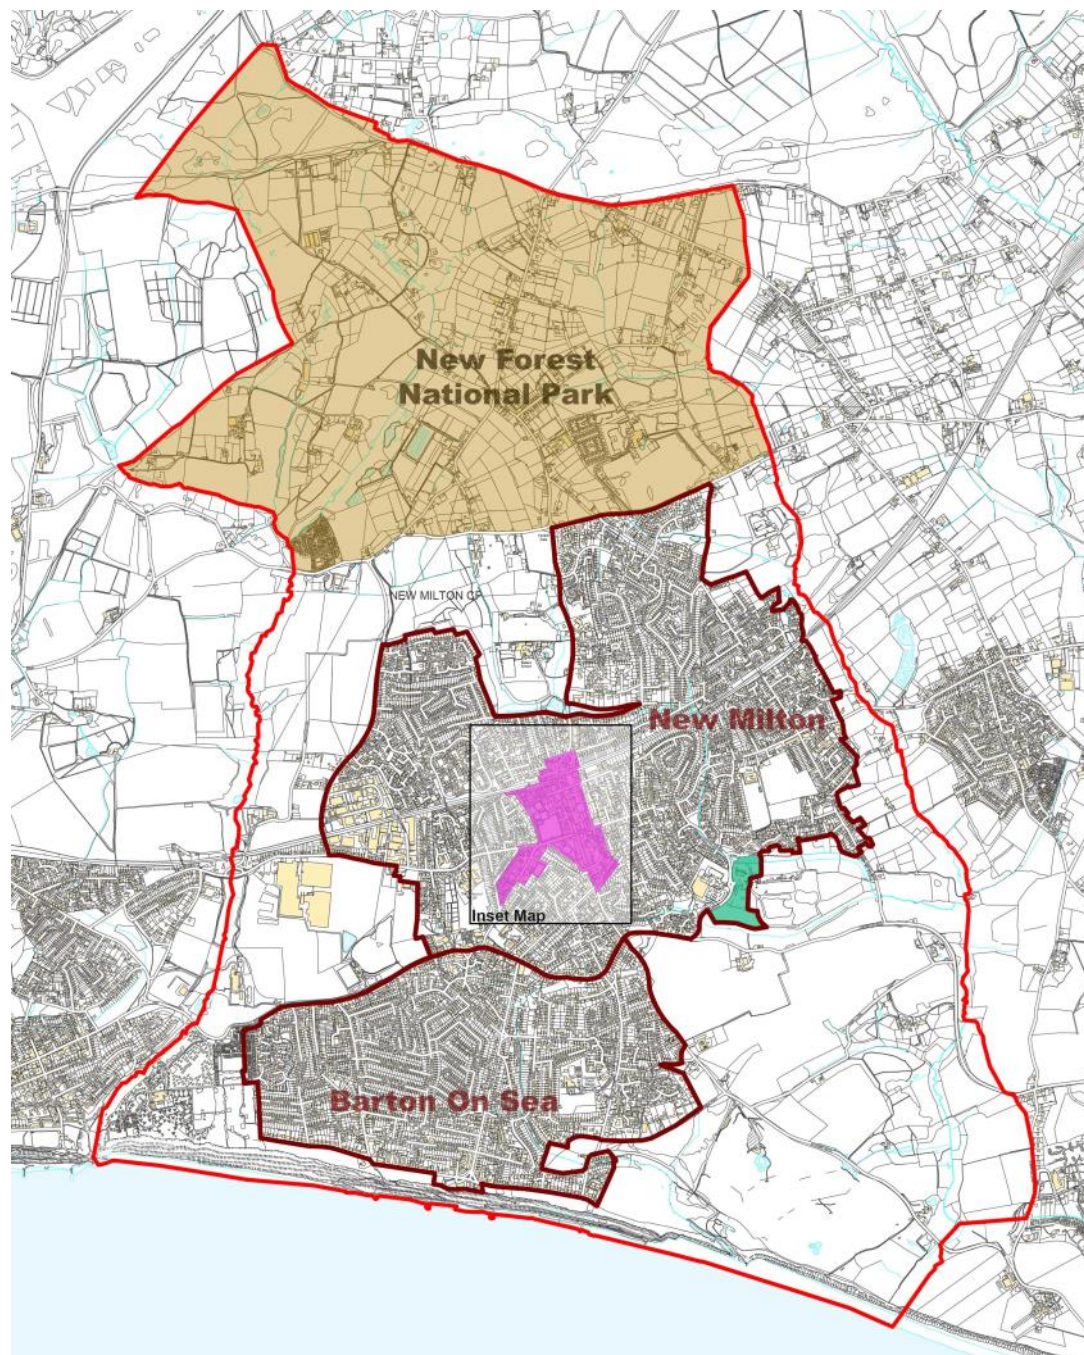 New Forest
National Park
NEW MILTON CP
New Milton
Inset Map
Barton On Sea